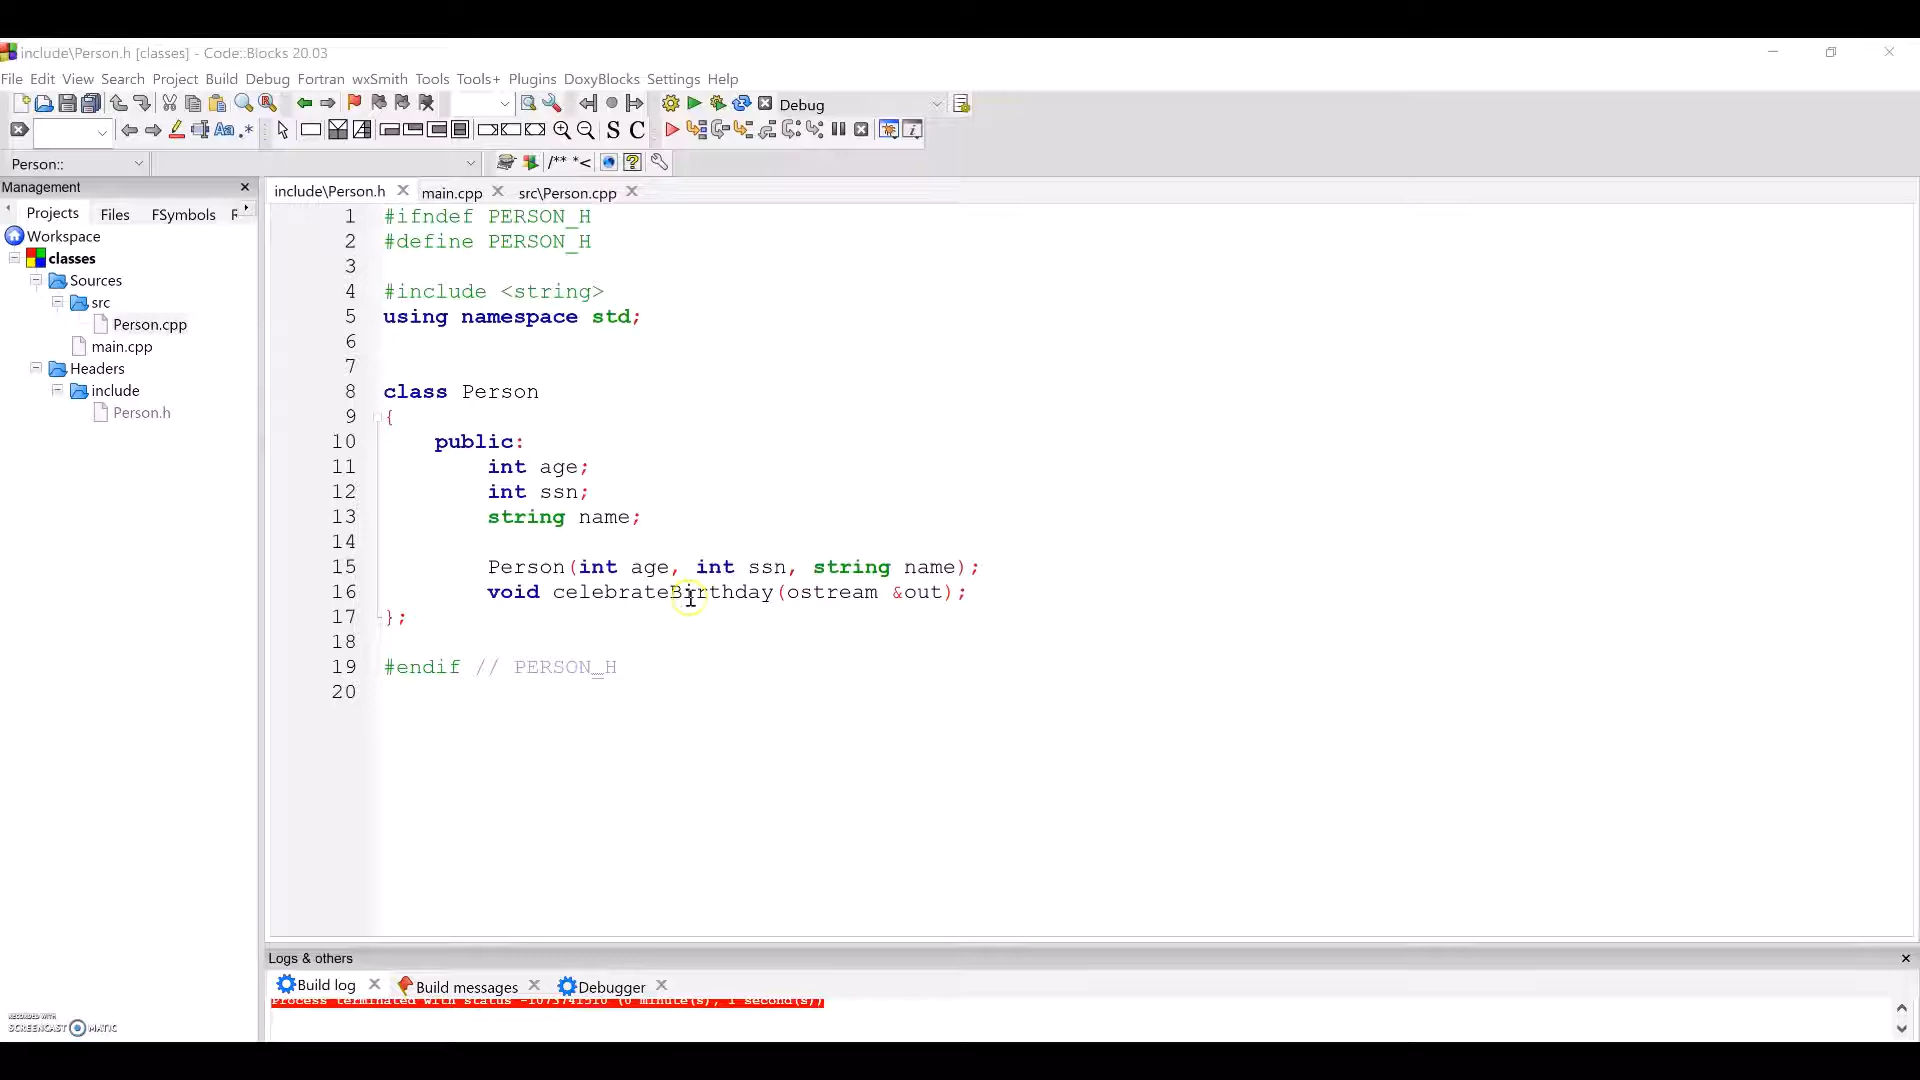 include\Person.h [classes] - Code::Blocks 20.03
File Edit View Search Project Build Debug Fortran wxSmith Tools Tools+ Plugins DoxyBlocks Settings Help
Debug
S C
Person::
/** *<
Management
Projects Files FSymbols
Workspace
classes
Sources
src
Person.cpp
main.cpp
Headers
include
Person.h
include\Person.h main.cpp src\Person.cpp
1 #ifndef PERSON_H
2 #define PERSON_H
3
4 #include <string>
5 using namespace std;
6
7
8 class Person
9 {
10 public:
11 int age;
12 int ssn;
13 string name;
14
15 Person(int age, int ssn, string name);
16 void celebrateBirthday(ostream &out);
17 };
18
19 #endif // PERSON_H
20
Logs & others
Build log Build messages Debugger
Process terminated with status -1073741510 (0 minute(s), 1 second(s))
RECORDED WITH
SCREENCAST MATIC